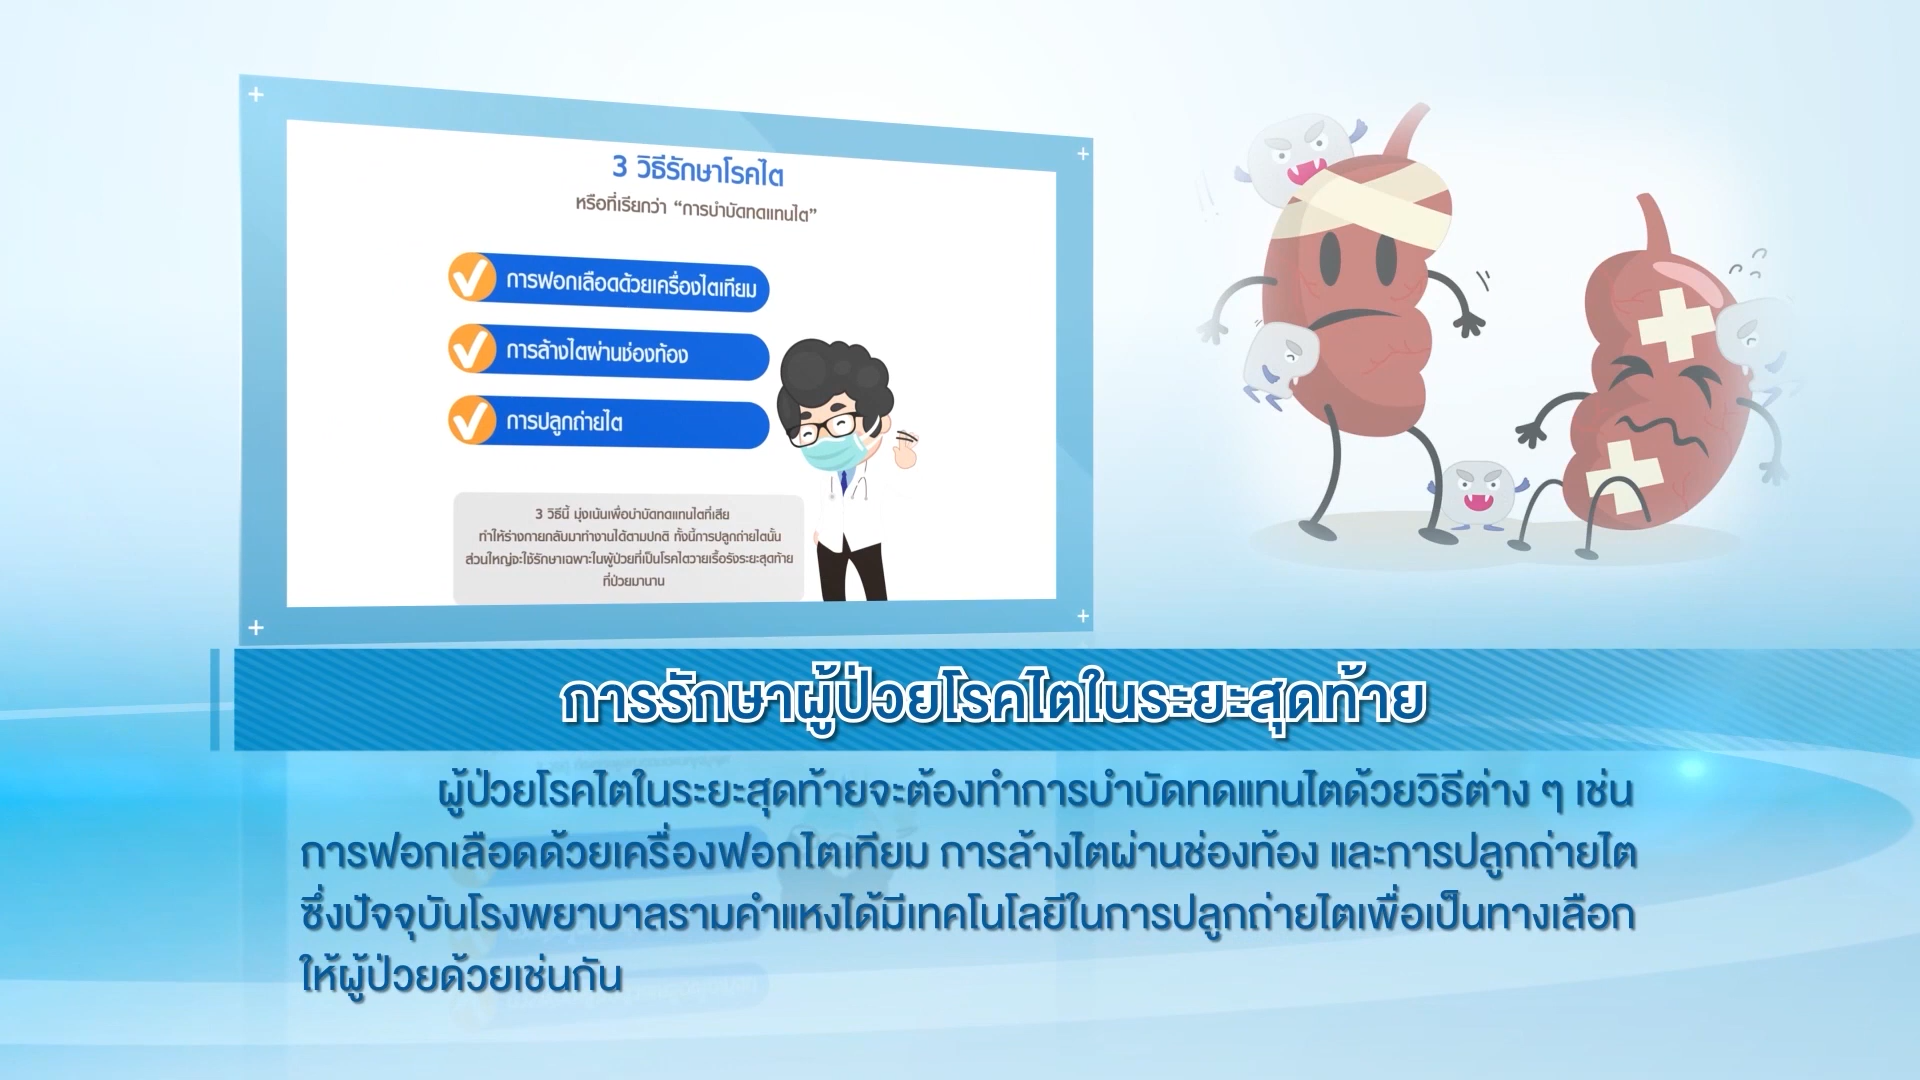 3 วิธีรักษาโรคไต
หรือที่เรียกว่า “การบำบัดทดแทนไต”
การฟอกเลือดด้วยเครื่องไตเทียม
การล้างไตผ่านช่องท้อง
การปลูกถ่ายไต
3 วิธีนี้ มุ่งเน้นเพื่อบำบัดทดแทนไตที่เสีย
ทำให้ร่างกายกลับมาทำงานได้ตามปกติ ทั้งนี้การปลูกถ่ายไตนั้น
ส่วนใหญ่จะใช้รักษาเฉพาะในผู้ป่วยที่เป็นโรคไตวายเรื้อรังระยะสุดท้าย
ที่ป่วยมานาน
การรักษาผู้ป่วยโรคไตในระยะสุดท้าย
ผู้ป่วยโรคไตในระยะสุดท้ายจะต้องทำการบำบัดทดแทนไตด้วยวิธีต่าง ๆ เช่น
การฟอกเลือดด้วยเครื่องฟอกไตเทียม การล้างไตผ่านช่องท้อง และการปลูกถ่ายไต
ซึ่งปัจจุบันโรงพยาบาลรามคำแหงได้มีเทคโนโลยีในการปลูกถ่ายไตเพื่อเป็นทางเลือก
ให้ผู้ป่วยด้วยเช่นกัน